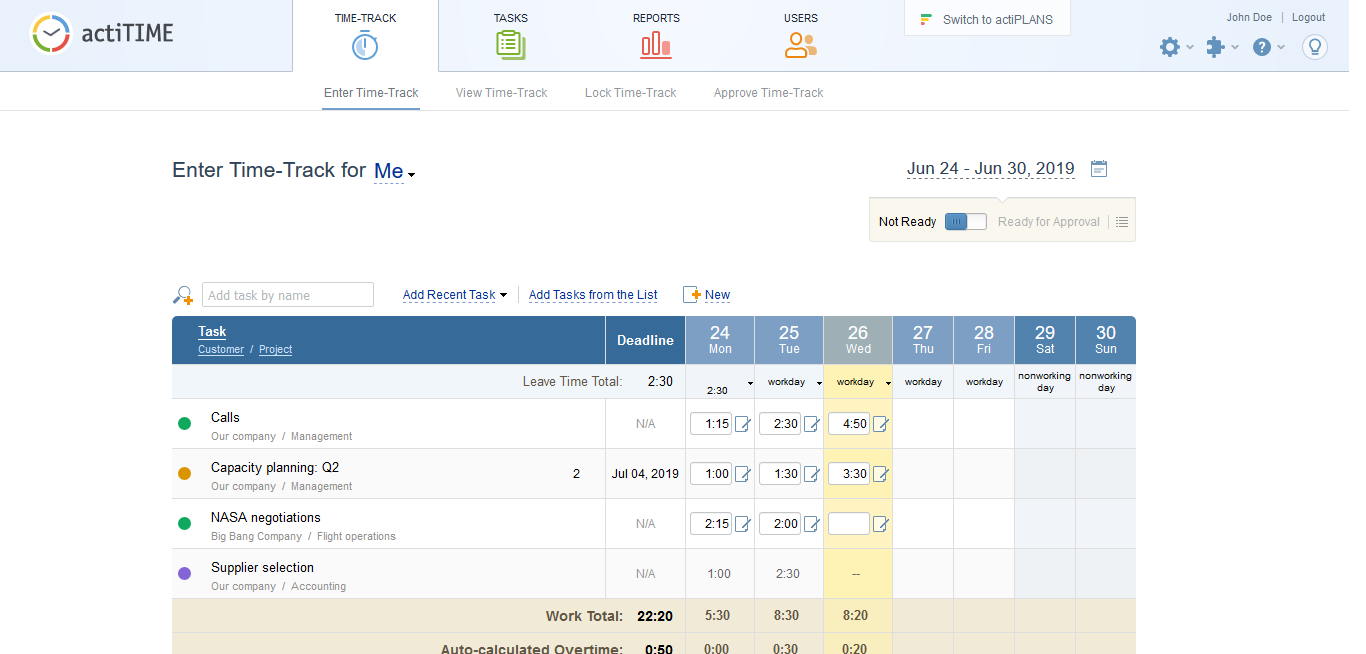 actiTIME
TIME-TRACK
TASKS
REPORTS
USERS
Switch to actiPLANS
John Doe | Logout
Enter Time-Track View Time-Track Lock Time-Track Approve Time-Track
Enter Time-Track for Me
Jun 24 - Jun 30, 2019
Not Ready Ready for Approval
Add task by name Add Recent Task Add Tasks from the List New
Task
Customer / Project
Deadline
24 Mon
25 Tue
26 Wed
27 Thu
28 Fri
29 Sat
30 Sun
Leave Time Total: 2:30 2:30 workday workday workday workday nonworking day nonworking day
Calls
Our company / Management
N/A 1:15 2:30 4:50
Capacity planning: Q2
Our company / Management
2 Jul 04, 2019 1:00 1:30 3:30
NASA negotiations
Big Bang Company / Flight operations
N/A 2:15 2:00
Supplier selection
Our company / Accounting
N/A 1:00 2:30 --
Work Total: 22:20 5:30 8:30 8:20
Auto-calculated Overtime: 0:50 0:00 0:30 0:20